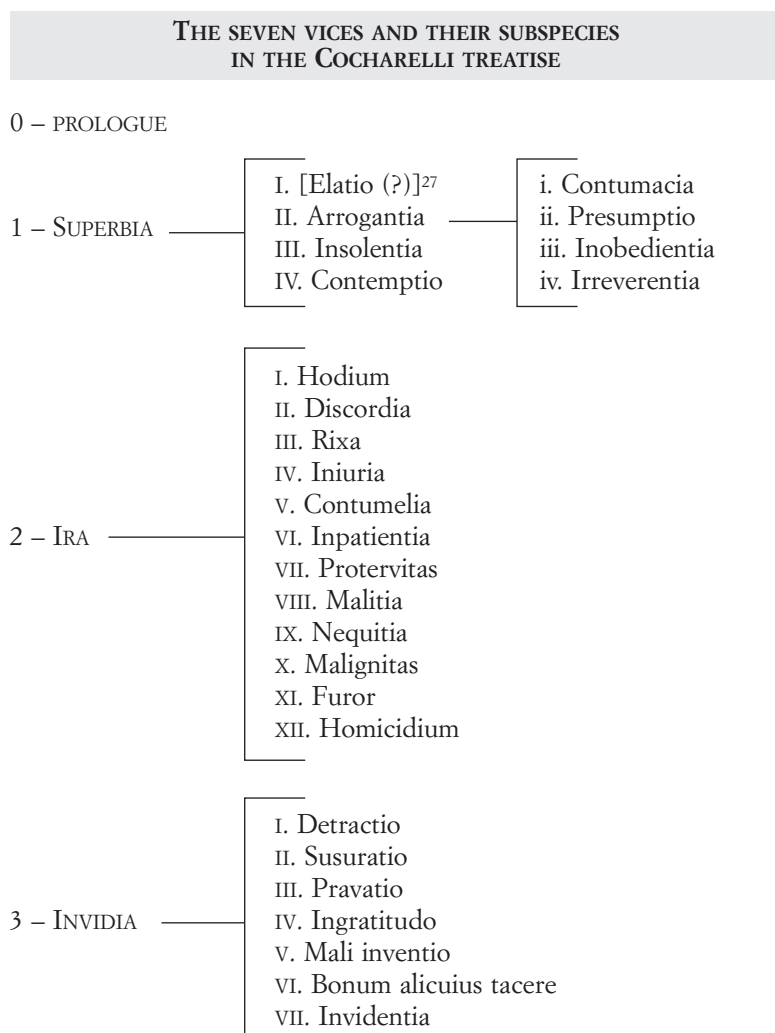 THE SEVEN VICES AND THEIR SUBSPECIES
IN THE COCHARELLI TREATISE
0 – PROLOGUE
1 – SUPERBIA
I. [Elatio (?)]27
II. Arrogantia
III. Insolentia
IV. Contemptio
i. Contumacia
ii. Presumptio
iii. Inobedientia
iv. Irreverentia
2 – IRA
I. Hodium
II. Discordia
III. Rixa
IV. Iniuria
V. Contumelia
VI. Inpatientia
VII. Protervitas
VIII. Malitia
IX. Nequitia
X. Malignitas
XI. Furor
XII. Homicidium
3 – INVIDIA
I. Detractio
II. Susuratio
III. Pravatio
IV. Ingratitudo
V. Mali inventio
VI. Bonum alicuius tacere
VII. Invidentia